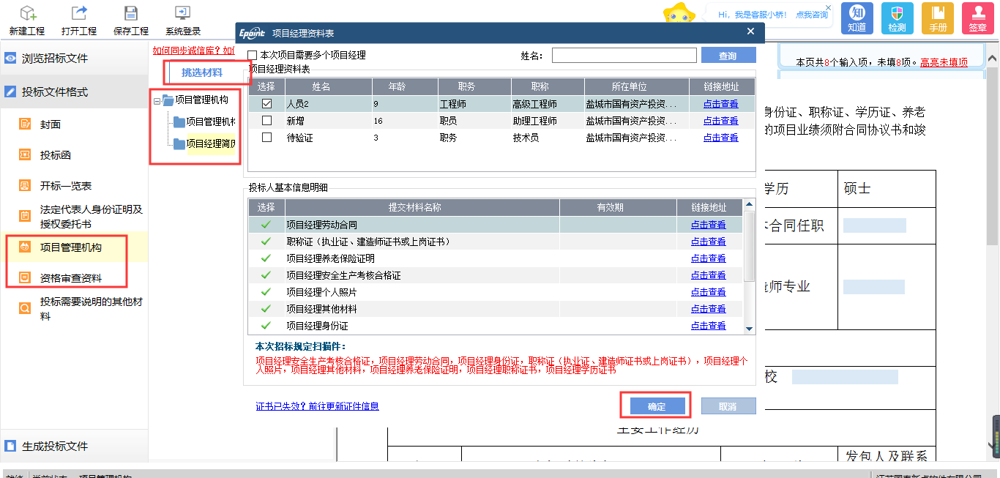 新建工程
打开工程
保存工程
系统登录
Hi，我是客服小桥！ 点我咨询
知
知道
检测
手册
签章
浏览招标文件
投标文件格式
封面
投标函
开标一览表
法定代表人身份证明及
授权委托书
项目管理机构
资格审查资料
投标需要说明的其他材
料
生成投标文件
如何同步诚信库？如
挑选材料
项目管理机构
项目管理机
项目经理简
Epoint 项目经理资料表
本次项目需要多个项目经理
姓名：
查询
项目经理资料表
选择 姓名 年龄 职务 职称 所在单位 链接地址
人员2 9 工程师 高级工程师 盐城市国有资产投资... 点击查看
新增 16 职员 助理工程师 盐城市国有资产投资... 点击查看
待验证 3 职务 技术员 盐城市国有资产投资... 点击查看
投标人基本信息明细
选择 提交材料名称 有效期 链接地址
项目经理劳动合同 点击查看
职称证（执业证、建造师证书或上岗证书） 点击查看
项目经理养老保险证明 点击查看
项目经理安全生产考核合格证 点击查看
项目经理个人照片 点击查看
项目经理其他材料 点击查看
项目经理身份证 点击查看
本次招标规定扫描件：
项目经理安全生产考核合格证，项目经理劳动合同，项目经理身份证，职称证（执业证、建造师证书或上岗证书），项目经理个
人照片，项目经理其他材料，项目经理养老保险证明，项目经理职称证书，项目经理学历证书
证书已失效？前往更新证件信息
确定
取消
本页共8个输入项，未填8项。高亮未填项
身份证、职称证、学历证、养老
的项目业绩须附合同协议书和竣
学历 硕士
合同任职
造师专业
校
主要工作经历
发包人及联系
就绪 当前状态 项目管理机构
江苏国泰新点软件有限公司